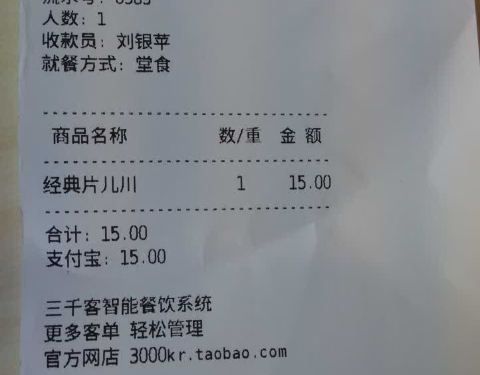 人数: 1
收款员: 刘银苹
就餐方式: 堂食
商品名称 数/重 金 额
经典片儿川 1 15.00
合计: 15.00
支付宝: 15.00
三千客智能餐饮系统
更多客单 轻松管理
官方网店 3000kr.taobao.com